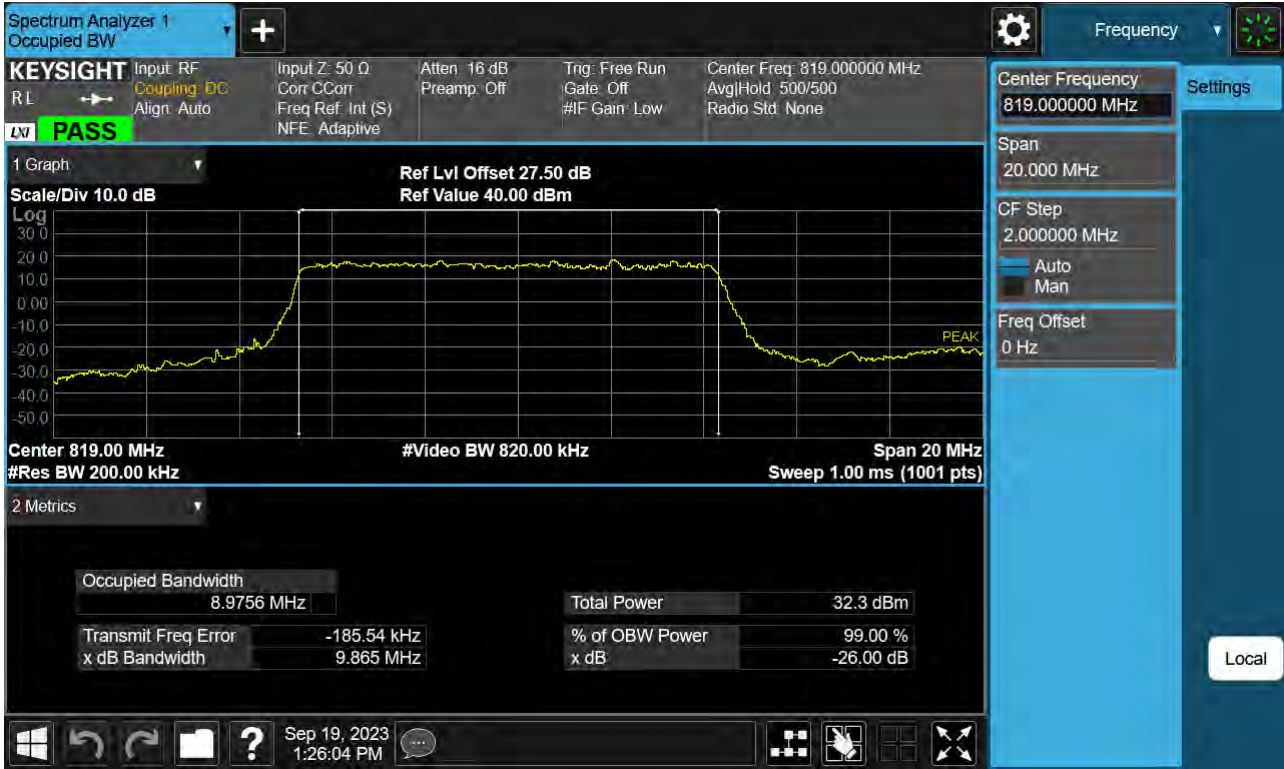 Spectrum Analyzer 1
Occupied BW
Frequency
KEYSIGHT
RL
LXI PASS
Input: RF
Coupling: DC
Align: Auto
Input Z: 50 Ω
Corr CCorr
Freq Ref: Int (S)
NFE: Adaptive
Atten: 16 dB
Preamp: Off
Trig: Free Run
Gate: Off
#IF Gain: Low
Center Freq: 819.000000 MHz
Avg|Hold: 500/500
Radio Std: None
Center Frequency
819.000000 MHz
Settings
Span
20.000 MHz
CF Step
2.000000 MHz
Auto
Man
Freq Offset
0 Hz
Local
1 Graph
Scale/Div 10.0 dB
Ref Lvl Offset 27.50 dB
Ref Value 40.00 dBm
Log
30.0
20.0
10.0
0.00
-10.0
-20.0
-30.0
-40.0
-50.0
PEAK
Center 819.00 MHz #Video BW 820.00 kHz Span 20 MHz
#Res BW 200.00 kHz Sweep 1.00 ms (1001 pts)
2 Metrics
Occupied Bandwidth
8.9756 MHz
Transmit Freq Error -185.54 kHz
x dB Bandwidth 9.865 MHz
Total Power 32.3 dBm
% of OBW Power 99.00 %
x dB -26.00 dB
?
Sep 19, 2023
1:26:04 PM